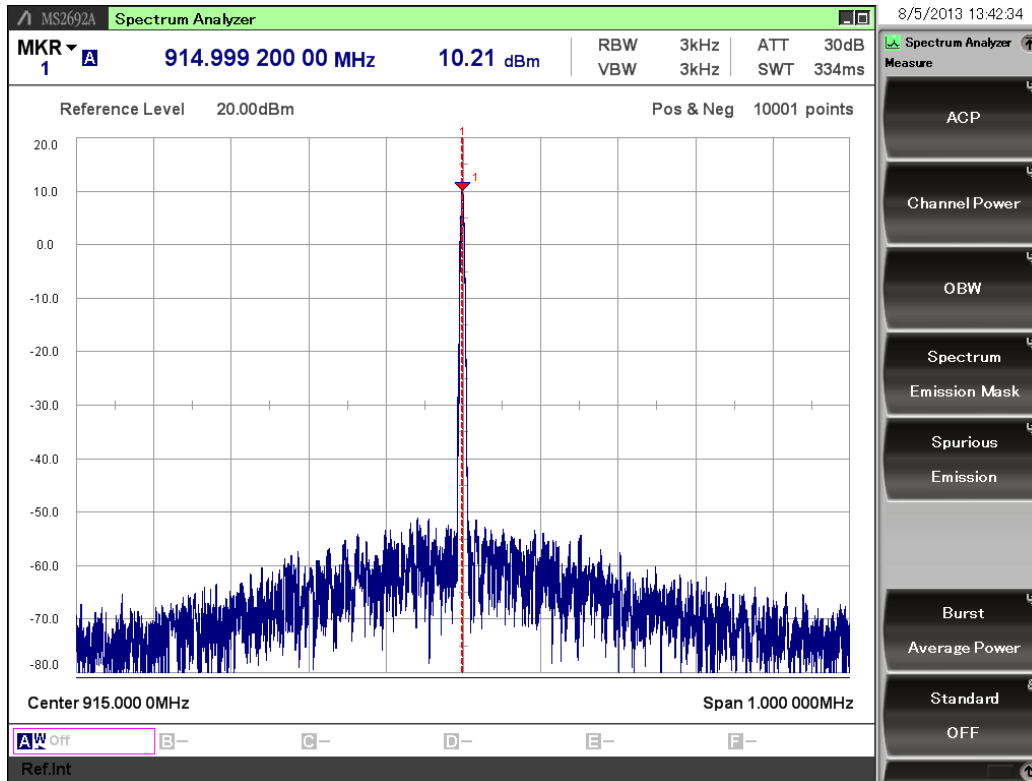 MS2692A Spectrum Analyzer
8/5/2013 13:42:34
MKR A 914.999 200 00 MHz 10.21 dBm RBW 3kHz ATT 30dB
1 VBW 3kHz SWT 334ms
Spectrum Analyzer
Measure
Reference Level 20.00dBm Pos & Neg 10001 points
1
1
20.0
10.0
0.0
-10.0
-20.0
-30.0
-40.0
-50.0
-60.0
-70.0
-80.0
Center 915.000 0MHz Span 1.000 000MHz
A Off B- C- D- E- F-
Ref.Int
ACP
Channel Power
OBW
Spectrum
Emission Mask
Spurious
Emission
Burst
Average Power
Standard
OFF